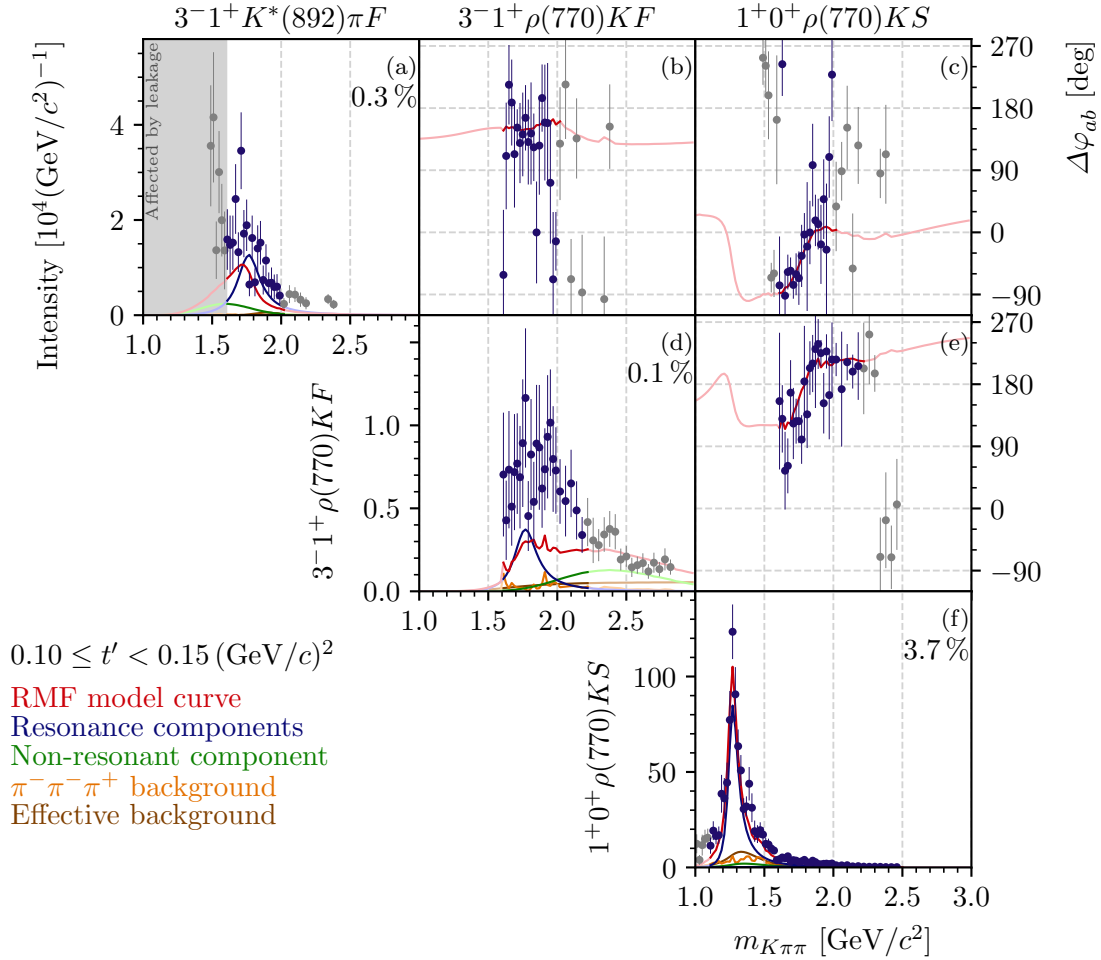 3⁻1⁺K*(892)πF 3⁻1⁺ρ(770)KF 1⁺0⁺ρ(770)KS
Intensity [10⁴(GeV/c²)⁻¹]
Affected by leakage
(a)
0.3 %
0
2
4
1.0 1.5 2.0 2.5
(b)
(c)
270
180
90
0
−90
Δφ_ab [deg]
3⁻1⁺ρ(770)KF
(d)
0.1 %
0.0
0.5
1.0
1.0 1.5 2.0 2.5
(e)
270
180
90
0
−90
1⁺0⁺ρ(770)KS
(f)
3.7 %
0
50
100
1.0 1.5 2.0 2.5 3.0
m_Kππ [GeV/c²]
0.10 ≤ t′ < 0.15 (GeV/c)²
RMF model curve
Resonance components
Non-resonant component
π⁻π⁻π⁺ background
Effective background